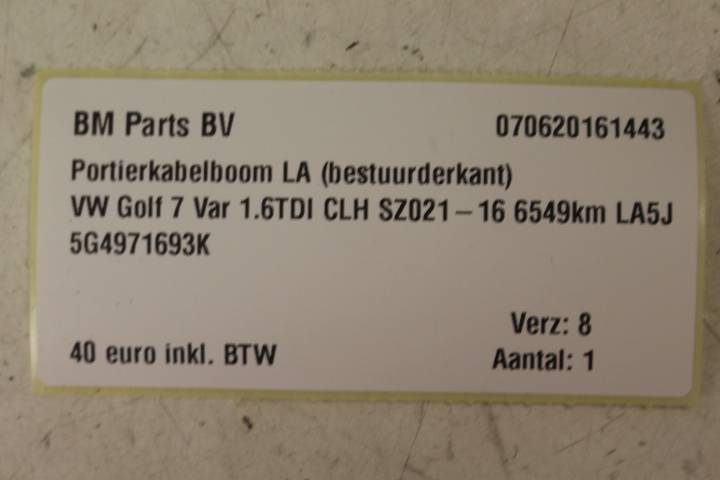 BM Parts BV 070620161443
Portierkabelboom LA (bestuurderkant)
VW Golf 7 Var 1.6TDI CLH SZ021-16 6549km LA5J
5G4971693K
Verz: 8
40 euro inkl. BTW Aantal: 1